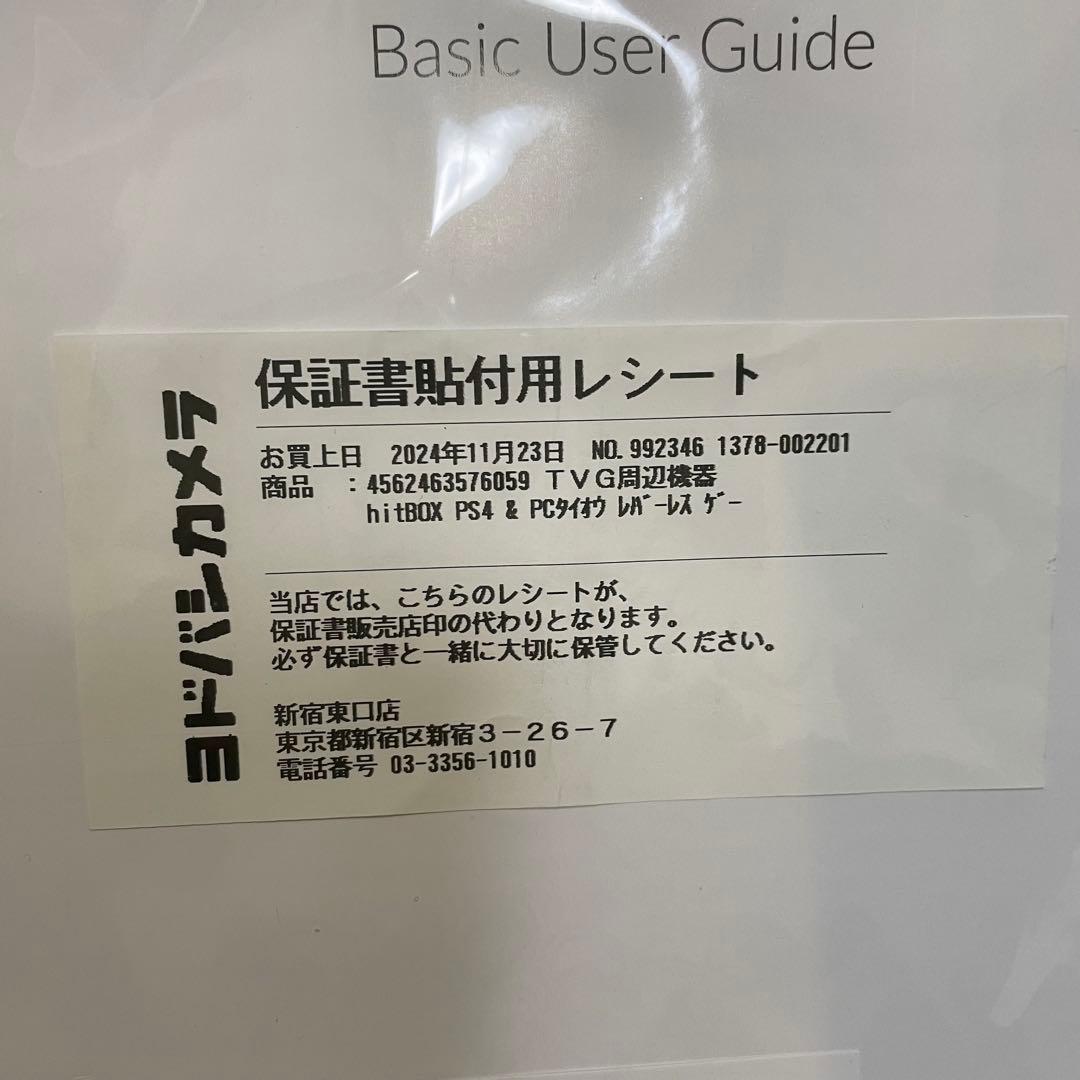 Basic User Guide
ヨドバシカメラ
保証書貼付用レシート
お買上日 2024年11月23日 NO.992346 1378-002201
商品 :4562463576059 TVG周辺機器
hitBOX PS4 & PCﾀｲｵｳ ﾚﾊﾞｰﾚｽ ｹﾞｰ
当店では、こちらのレシートが、
保証書販売店印の代わりとなります。
必ず保証書と一緒に大切に保管してください。
新宿東口店
東京都新宿区新宿3-26-7
電話番号 03-3356-1010